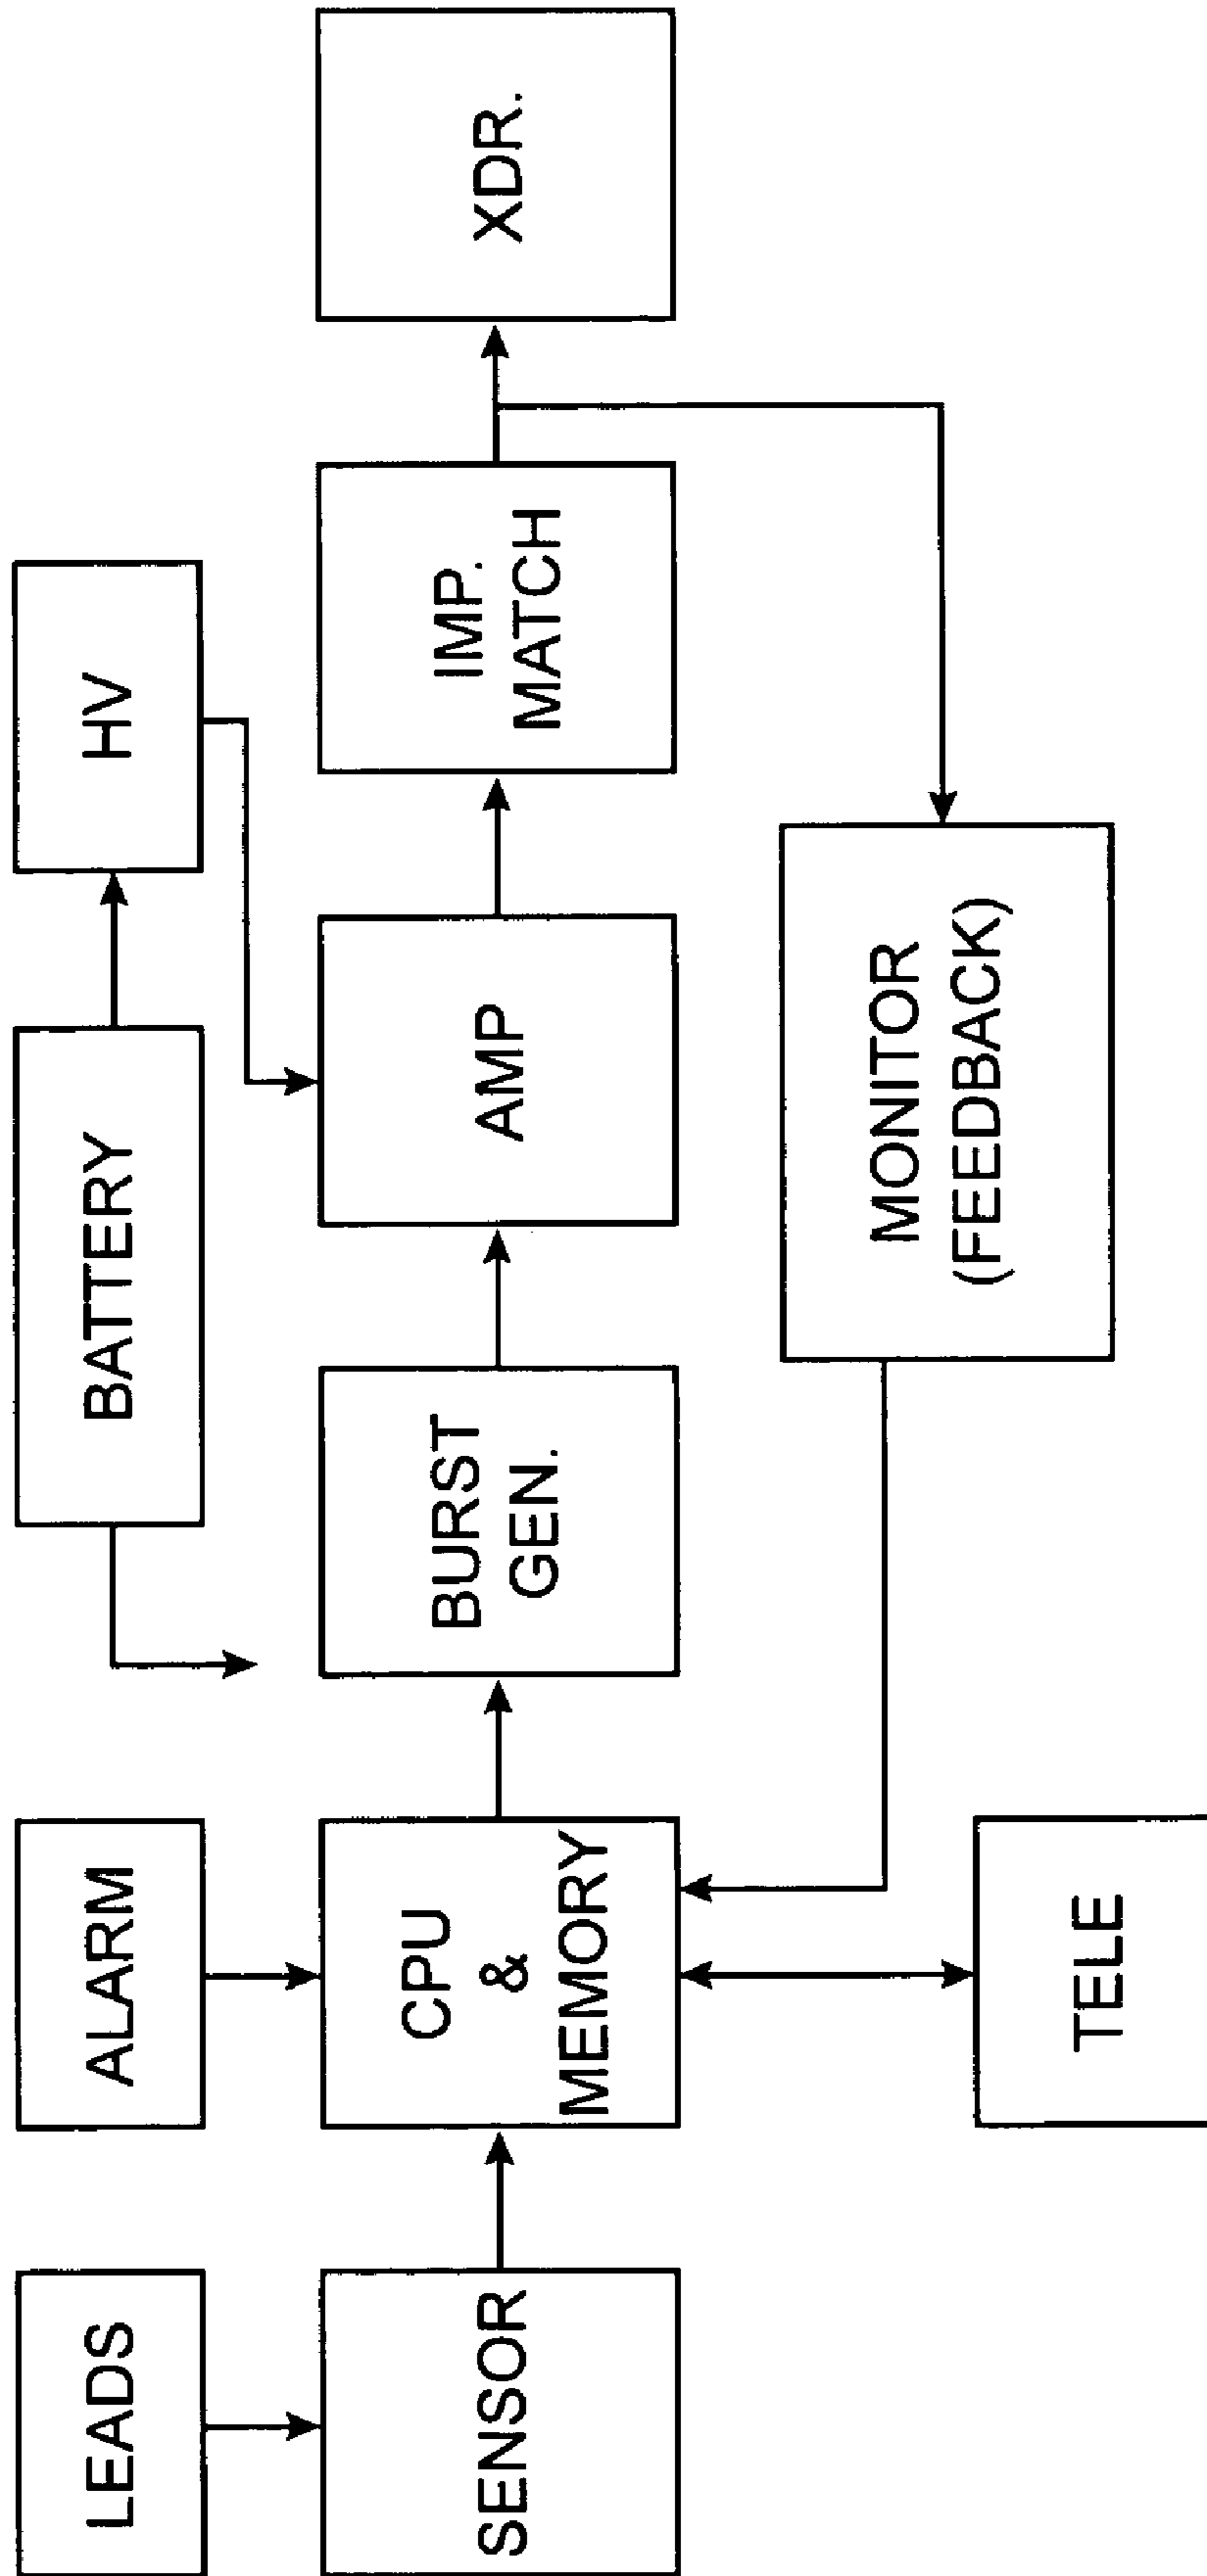 LEADS
ALARM
BATTERY
HV
SENSOR
CPU
&
MEMORY
BURST
GEN.
AMP
IMP.
MATCH
XDR.
MONITOR
(FEEDBACK)
TELE